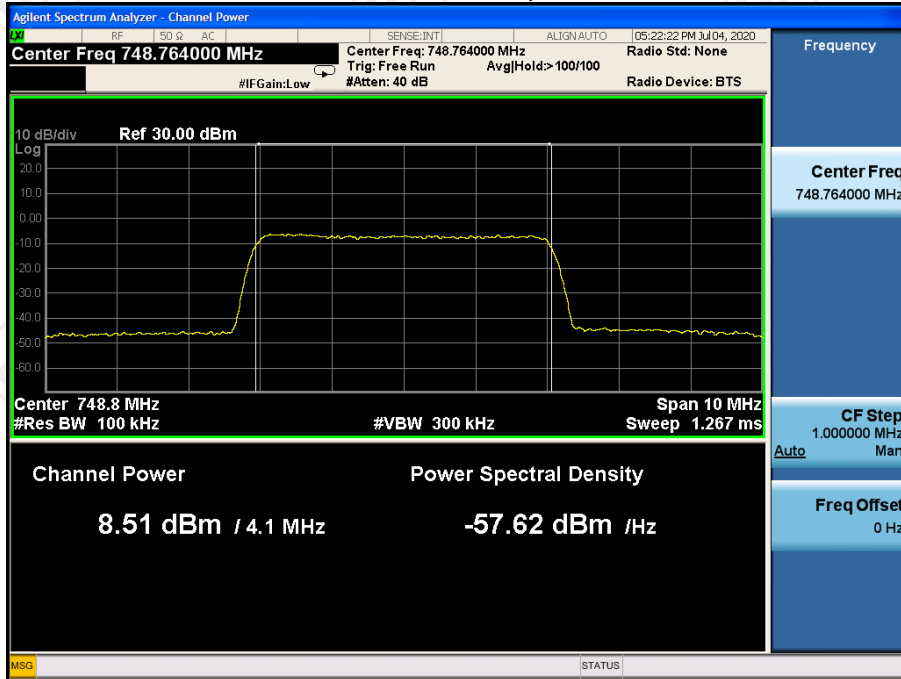 Agilent Spectrum Analyzer - Channel Power
LXI RF 50 Ω AC SENSE:INT ALIGN AUTO 05:22:22 PM Jul 04, 2020
Center Freq 748.764000 MHz
Center Freq: 748.764000 MHz Radio Std: None
Trig: Free Run Avg|Hold:> 100/100
#IFGain:Low #Atten: 40 dB Radio Device: BTS
10 dB/div Ref 30.00 dBm
Log
20.0
10.0
0.00
-10.0
-20.0
-30.0
-40.0
-50.0
-60.0
Center 748.8 MHz Span 10 MHz
#Res BW 100 kHz #VBW 300 kHz Sweep 1.267 ms
Channel Power Power Spectral Density
8.51 dBm / 4.1 MHz -57.62 dBm /Hz
MSG STATUS
Frequency
Center Freq
748.764000 MHz
CF Step
1.000000 MHz
Auto Man
Freq Offset
0 Hz